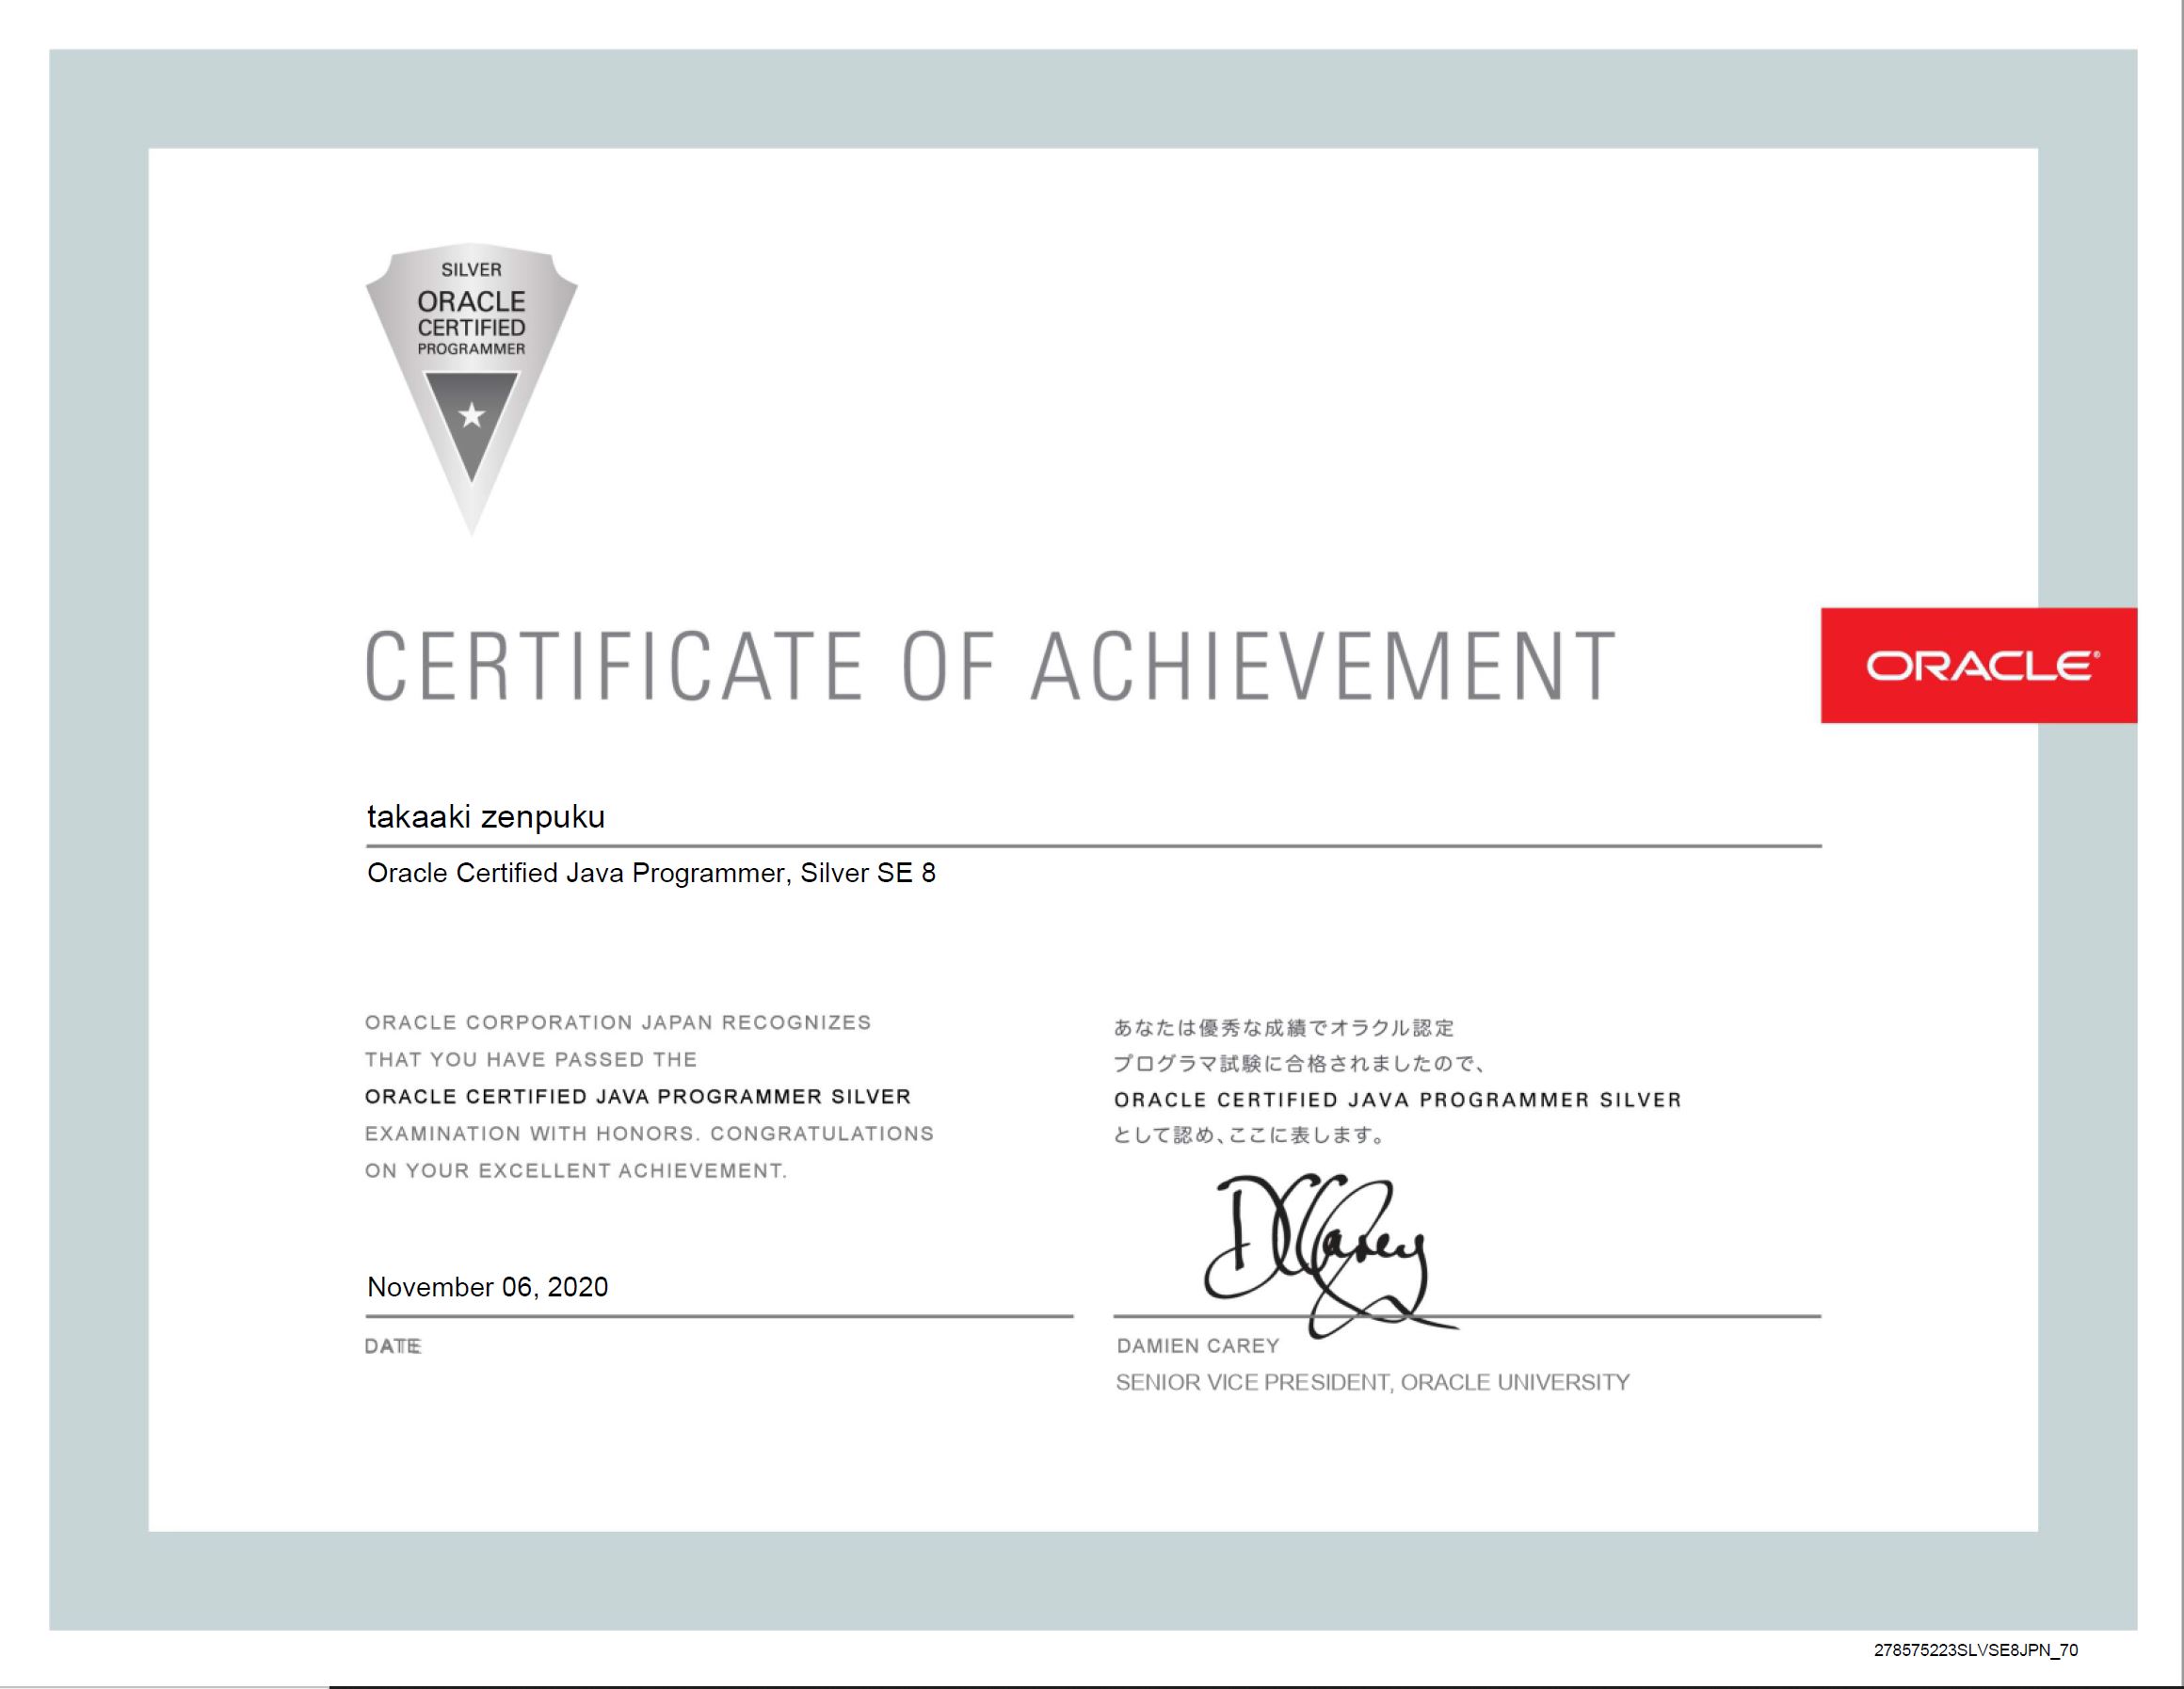 SILVER
ORACLE
CERTIFIED
PROGRAMMER
CERTIFICATE OF ACHIEVEMENT
ORACLE®
takaaki zenpuku
Oracle Certified Java Programmer, Silver SE 8
ORACLE CORPORATION JAPAN RECOGNIZES
THAT YOU HAVE PASSED THE
ORACLE CERTIFIED JAVA PROGRAMMER SILVER
EXAMINATION WITH HONORS. CONGRATULATIONS
ON YOUR EXCELLENT ACHIEVEMENT.
あなたは優秀な成績でオラクル認定
プログラマ試験に合格されましたので、
ORACLE CERTIFIED JAVA PROGRAMMER SILVER
として認め、ここに表します。
November 06, 2020
DATE
DCarey
DAMIEN CAREY
SENIOR VICE PRESIDENT, ORACLE UNIVERSITY
278575223SLVSE8JPN_70